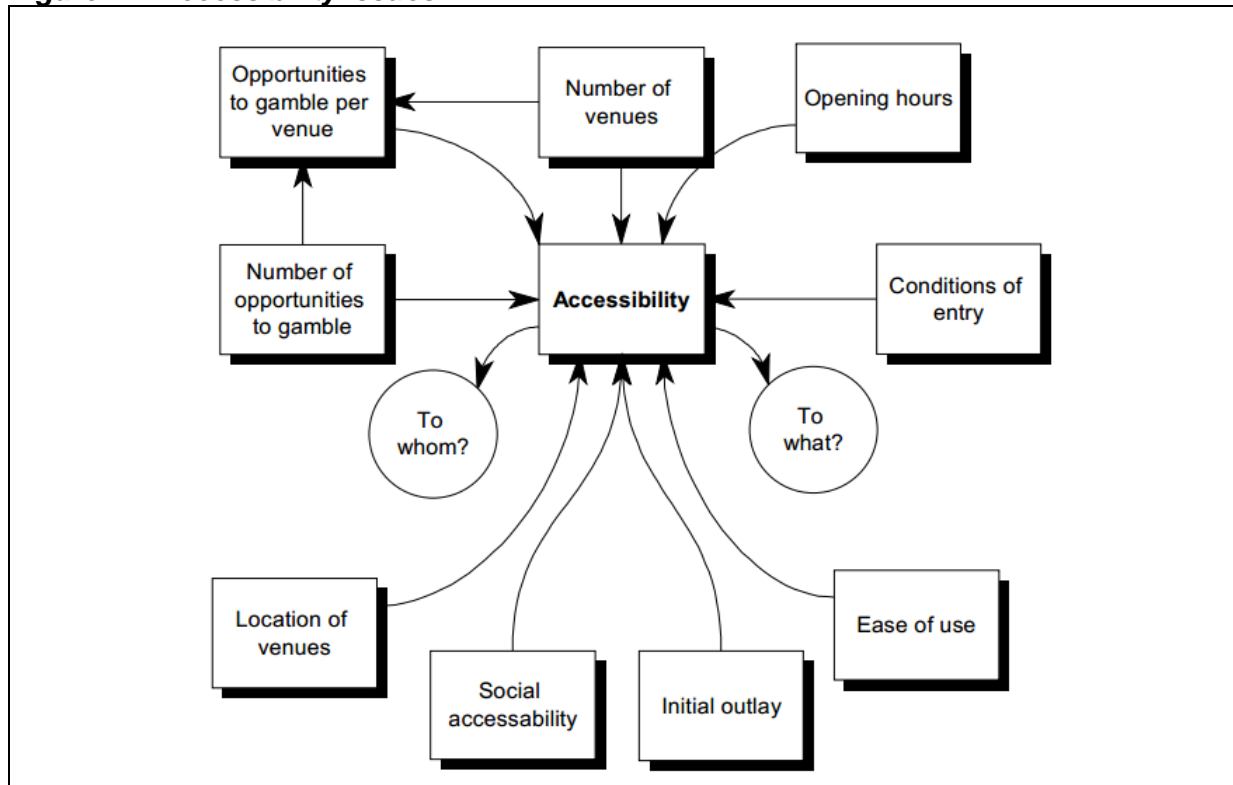 Opportunities
to gamble per
venue
Number of
venues
Opening hours
Number of
opportunities
to gamble
Accessibility
Conditions of
entry
To
whom?
To
what?
Location of
venues
Social
accessability
Initial outlay
Ease of use